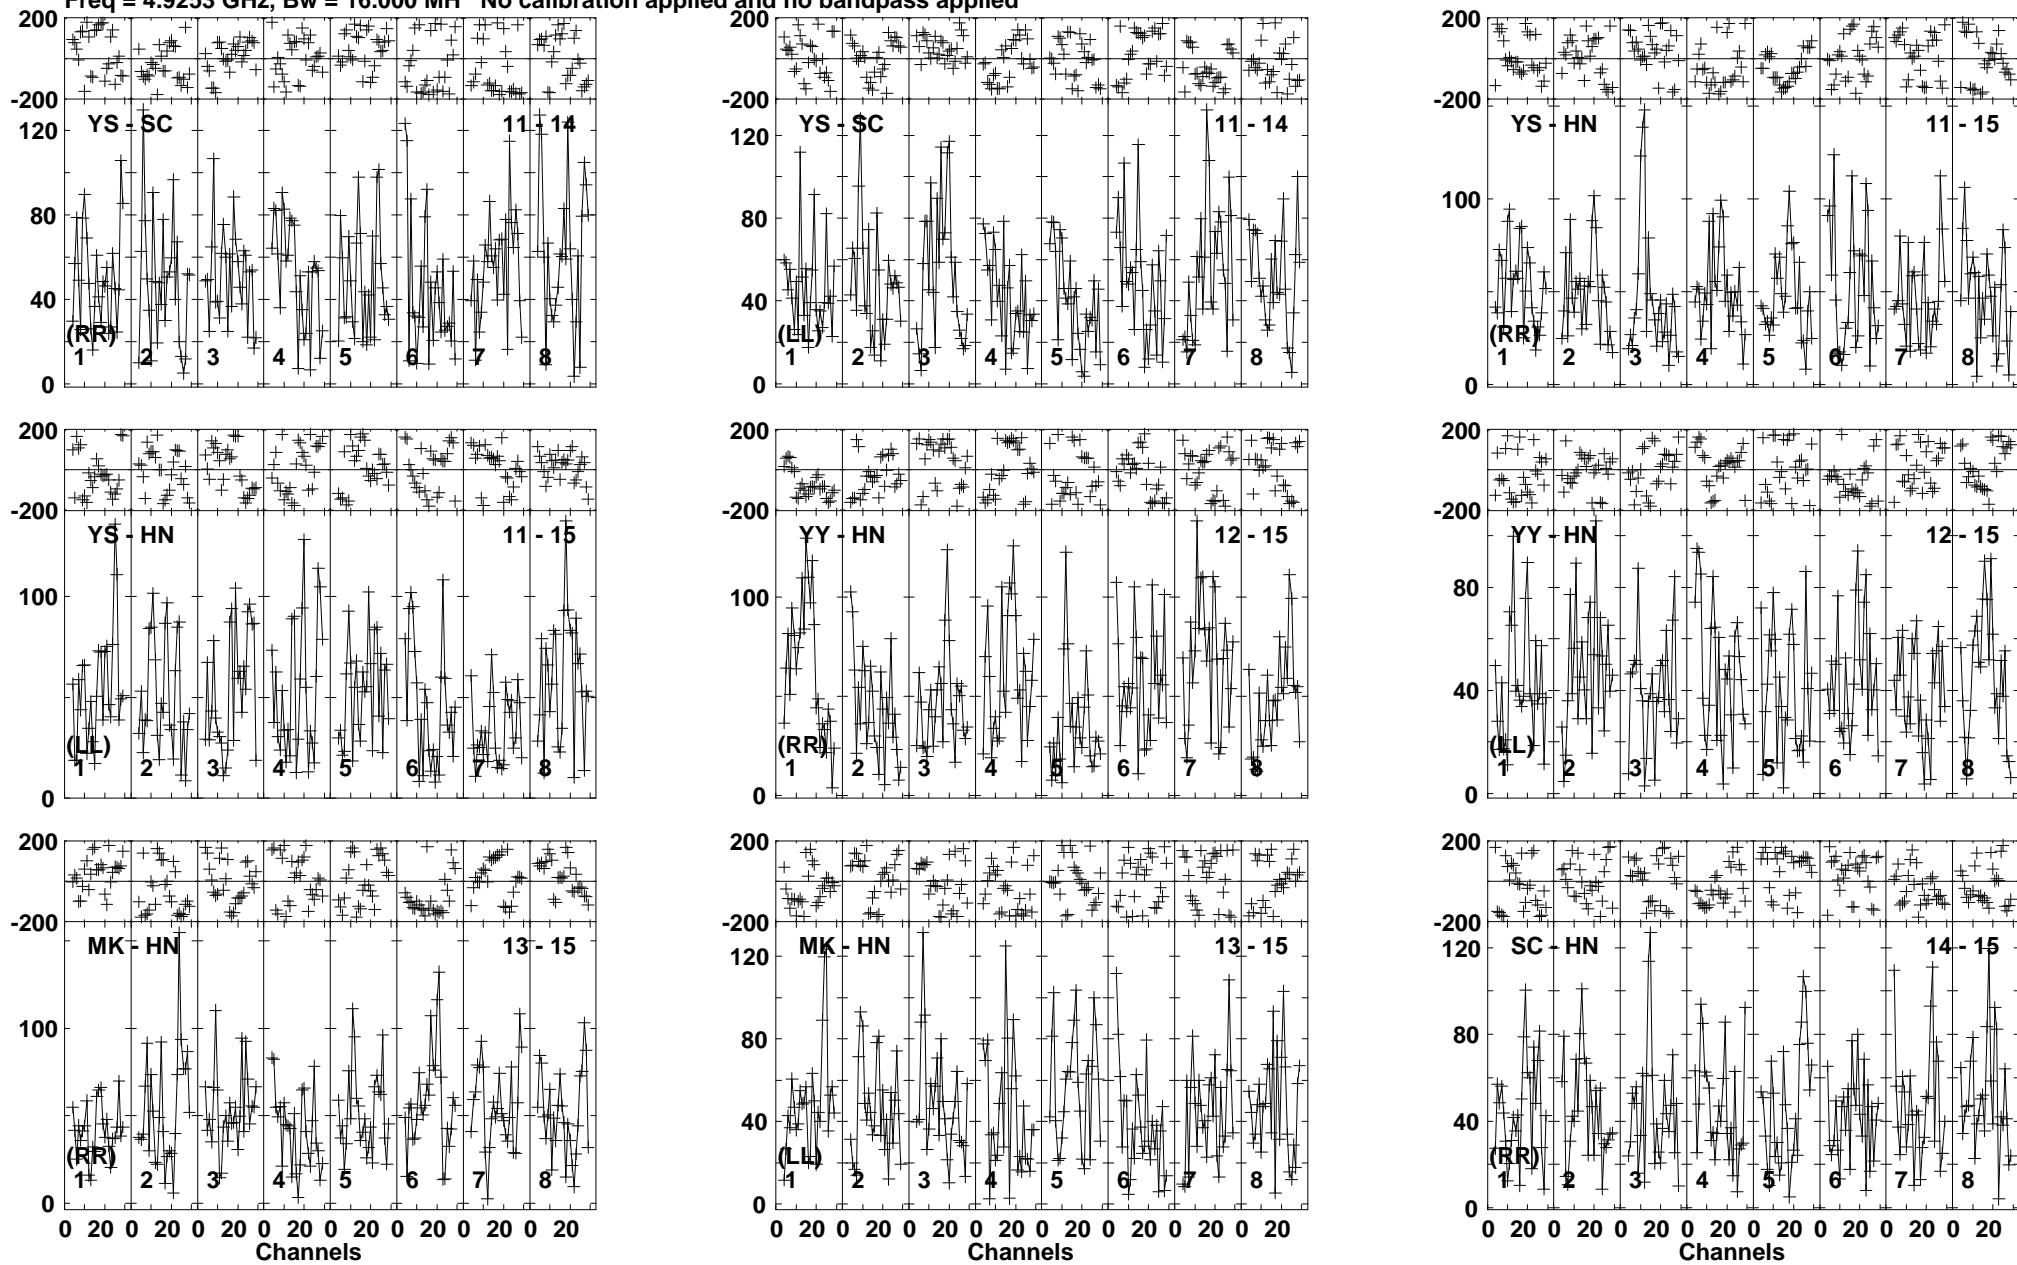 Freq = 4.9253 GHz, Bw = 16.000 MH No calibration applied and no bandpass applied
200 200 200
-200 -200 -200
YS - SC 11 - 14 YS - SC 11 - 14 YS - HN 11 - 15
120 120
100
80 80
40 40
(RR) (LL) (RR)
1 2 3 4 5 6 7 8 1 2 3 4 5 6 7 8 1 2 3 4 5 6 7 8
0 0 0
200 200 200
-200 -200 -200
YS - HN 11 - 15 YY - HN 12 - 15 YY - HN 12 - 15
100 100 80
40
(LL) (RR) (LL)
1 2 3 4 5 6 7 8 1 2 3 4 5 6 7 8 1 2 3 4 5 6 7 8
0 0 0
200 200 200
-200 -200 -200
MK - HN 13 - 15 MK - HN 13 - 15 SC - HN 14 - 15
120 120
100
80 80
40 40
(RR) (LL) (RR)
1 2 3 4 5 6 7 8 1 2 3 4 5 6 7 8 1 2 3 4 5 6 7 8
0 0 0
0 20 0 20 0 20 0 20 0 20 0 20 0 20 0 20 0 20 0 20 0 20 0 20 0 20 0 20 0 20 0 20 0 20 0 20 0 20 0 20 0 20 0 20 0 20 0 20
Channels Channels Channels